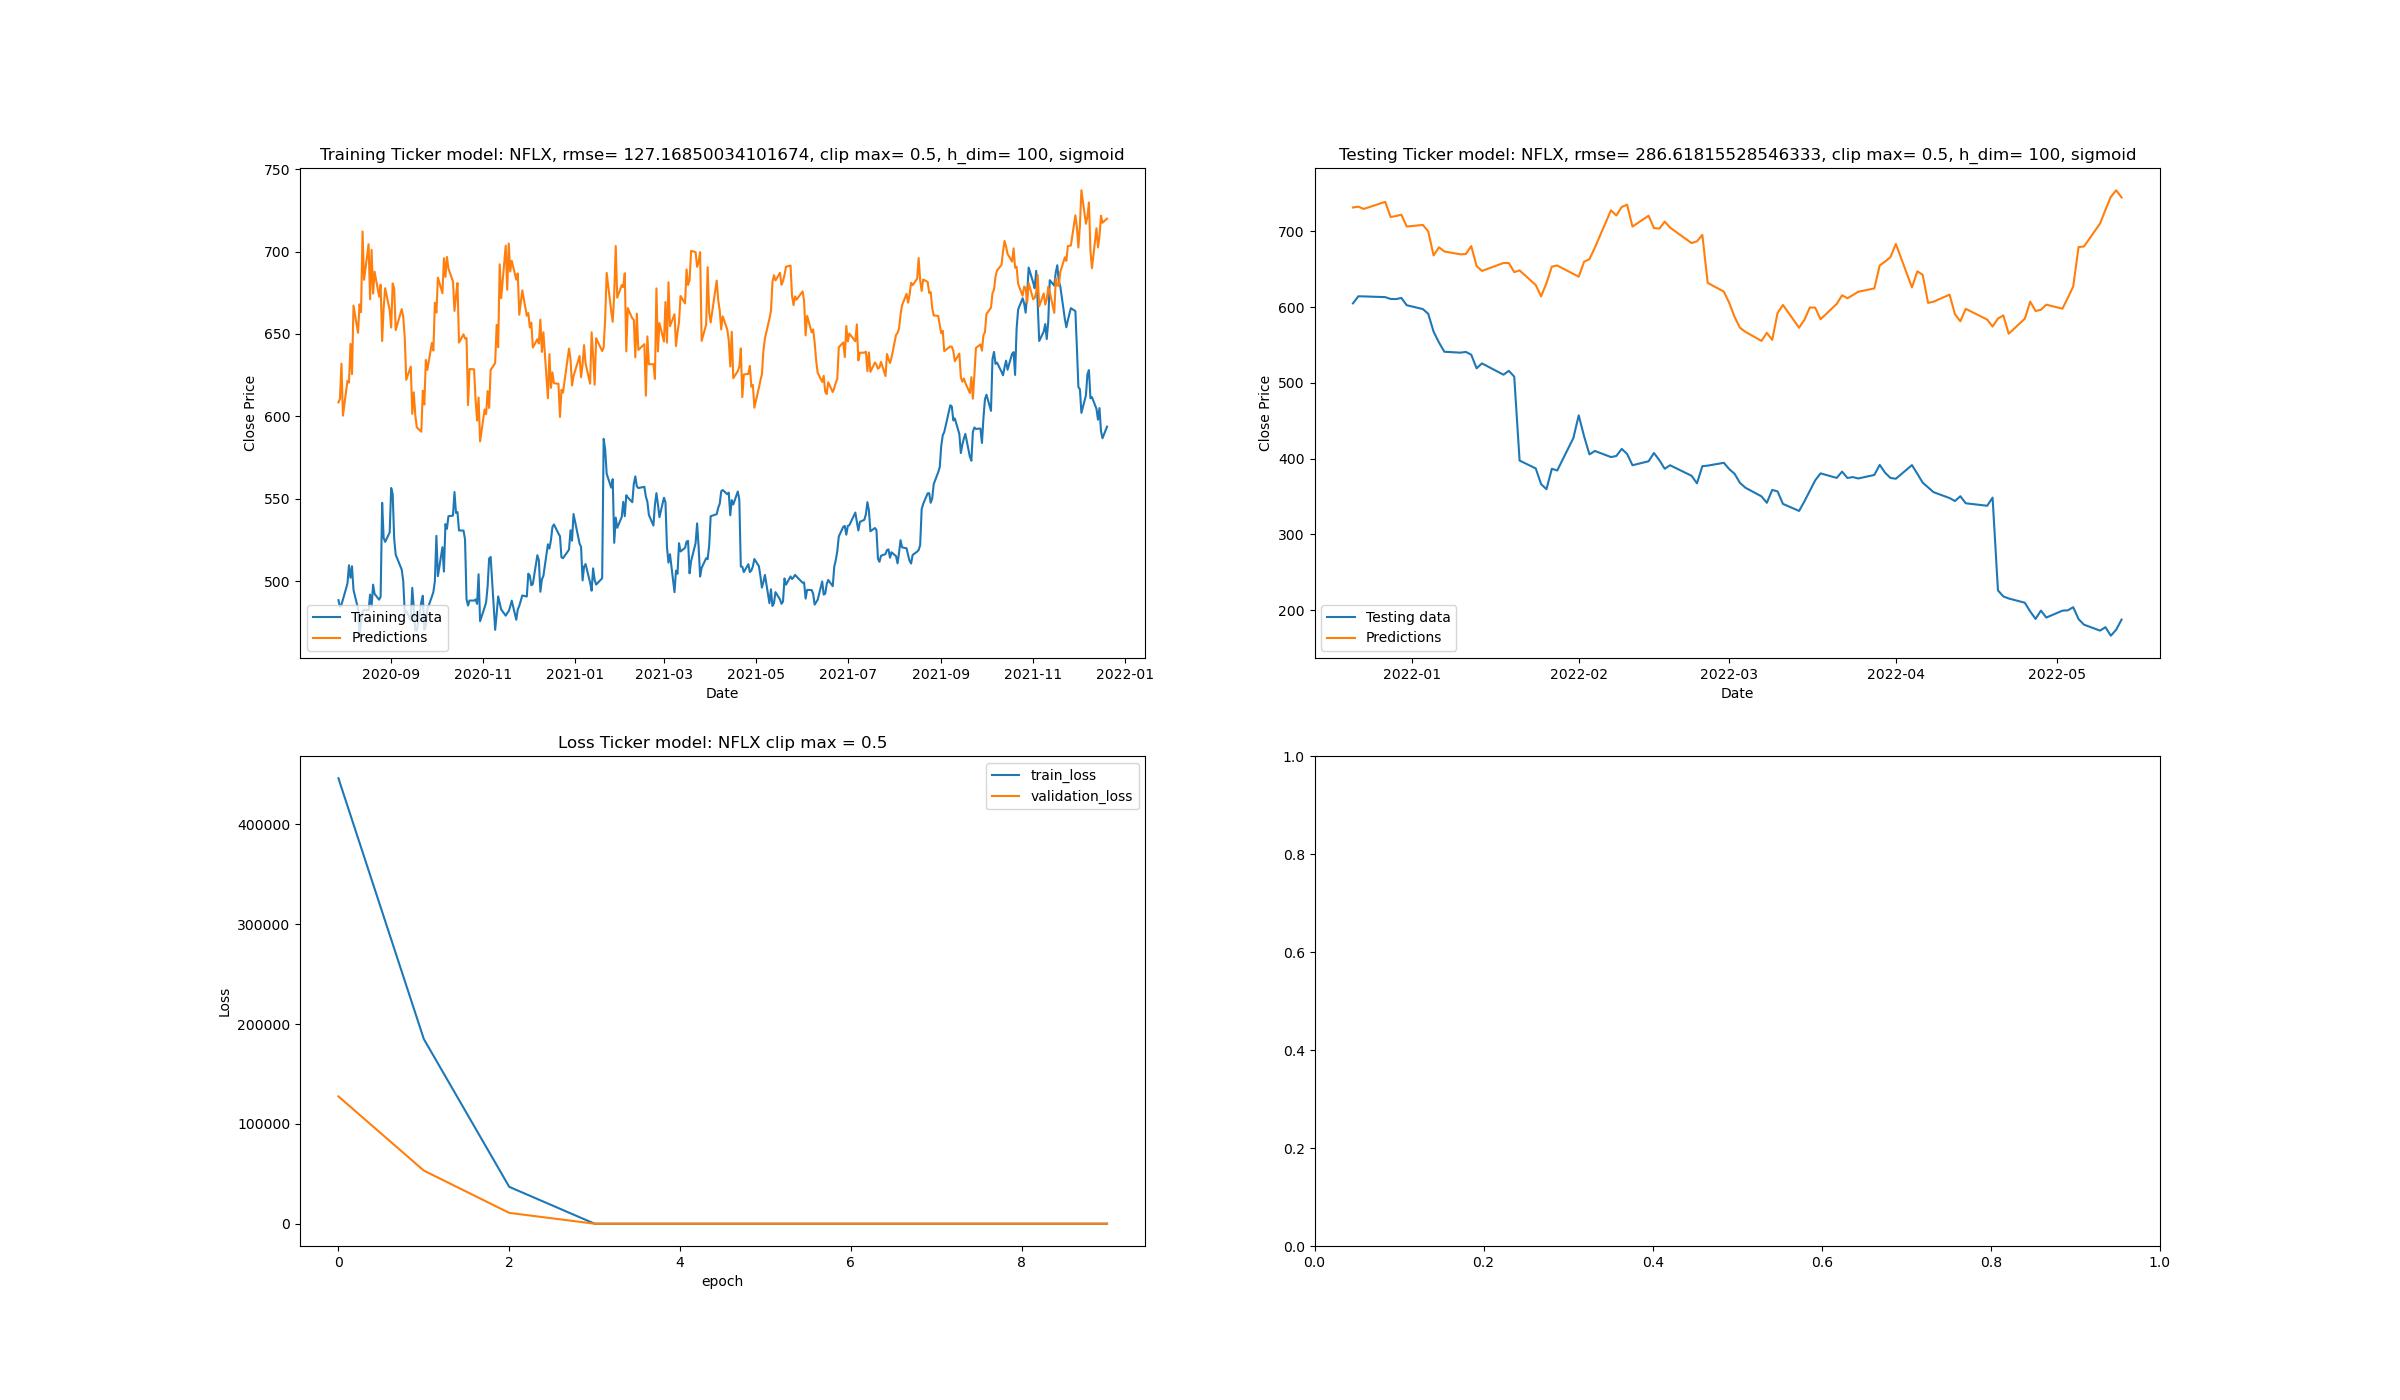 Training Ticker model: NFLX, rmse= 127.16850034101674, clip max= 0.5, h_dim= 100, sigmoid
750
700
650
600
550
500
Close Price
Training data
Predictions
2020-09 2020-11 2021-01 2021-03 2021-05 2021-07 2021-09 2021-11 2022-01
Date
Testing Ticker model: NFLX, rmse= 286.61815528546333, clip max= 0.5, h_dim= 100, sigmoid
700
600
500
400
300
200
Close Price
Testing data
Predictions
2022-01 2022-02 2022-03 2022-04 2022-05
Date
Loss Ticker model: NFLX clip max = 0.5
train_loss
validation_loss
400000
300000
200000
100000
0
Loss
0 2 4 6 8
epoch
1.0
0.8
0.6
0.4
0.2
0.0
0.0 0.2 0.4 0.6 0.8 1.0